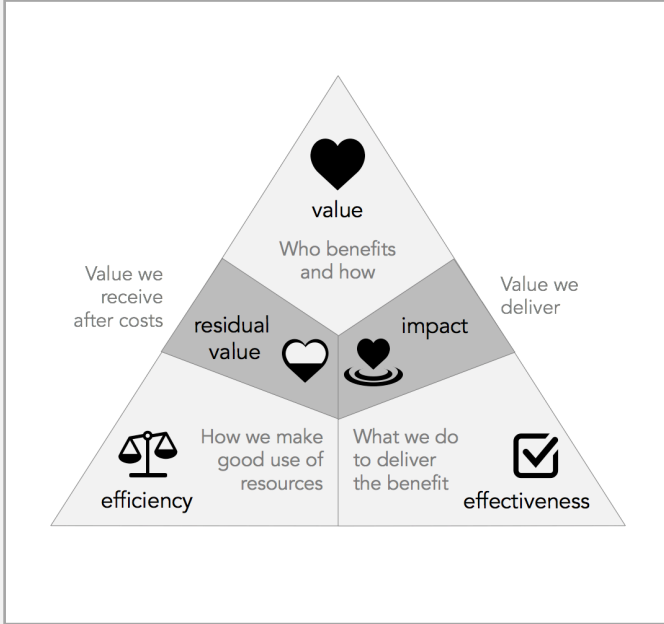 value
Who benefits
and how
Value we
receive
after costs
residual
value
impact
Value we
deliver
How we make
good use of
resources
efficiency
What we do
to deliver
the benefit
effectiveness